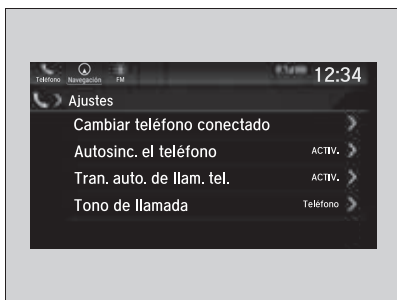 Teléfono Navegación FM 12:34
Ajustes
Cambiar teléfono conectado
Autosinc. el teléfono ACTIV.
Tran. auto. de llam. tel. ACTIV.
Tono de llamada Teléfono